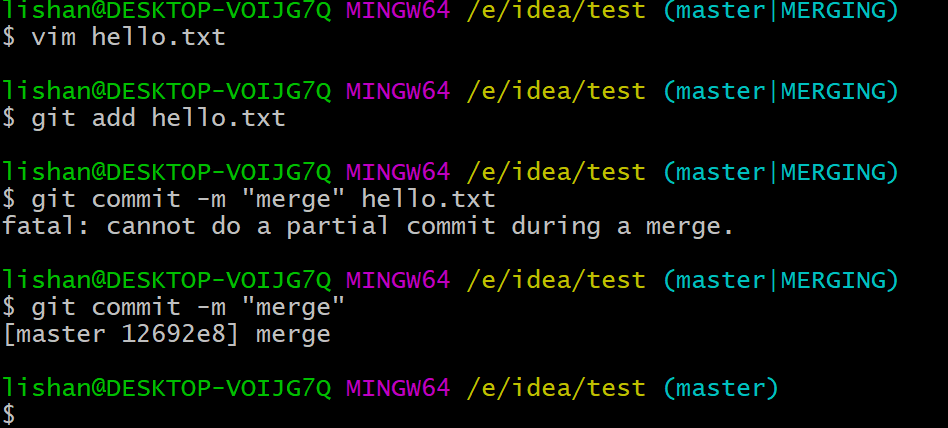 lishan@DESKTOP-VOIJG7Q MINGW64 /e/idea/test (master|MERGING)
$ vim hello.txt
lishan@DESKTOP-VOIJG7Q MINGW64 /e/idea/test (master|MERGING)
$ git add hello.txt
lishan@DESKTOP-VOIJG7Q MINGW64 /e/idea/test (master|MERGING)
$ git commit -m "merge" hello.txt
fatal: cannot do a partial commit during a merge.
lishan@DESKTOP-VOIJG7Q MINGW64 /e/idea/test (master|MERGING)
$ git commit -m "merge"
[master 12692e8] merge
lishan@DESKTOP-VOIJG7Q MINGW64 /e/idea/test (master)
$